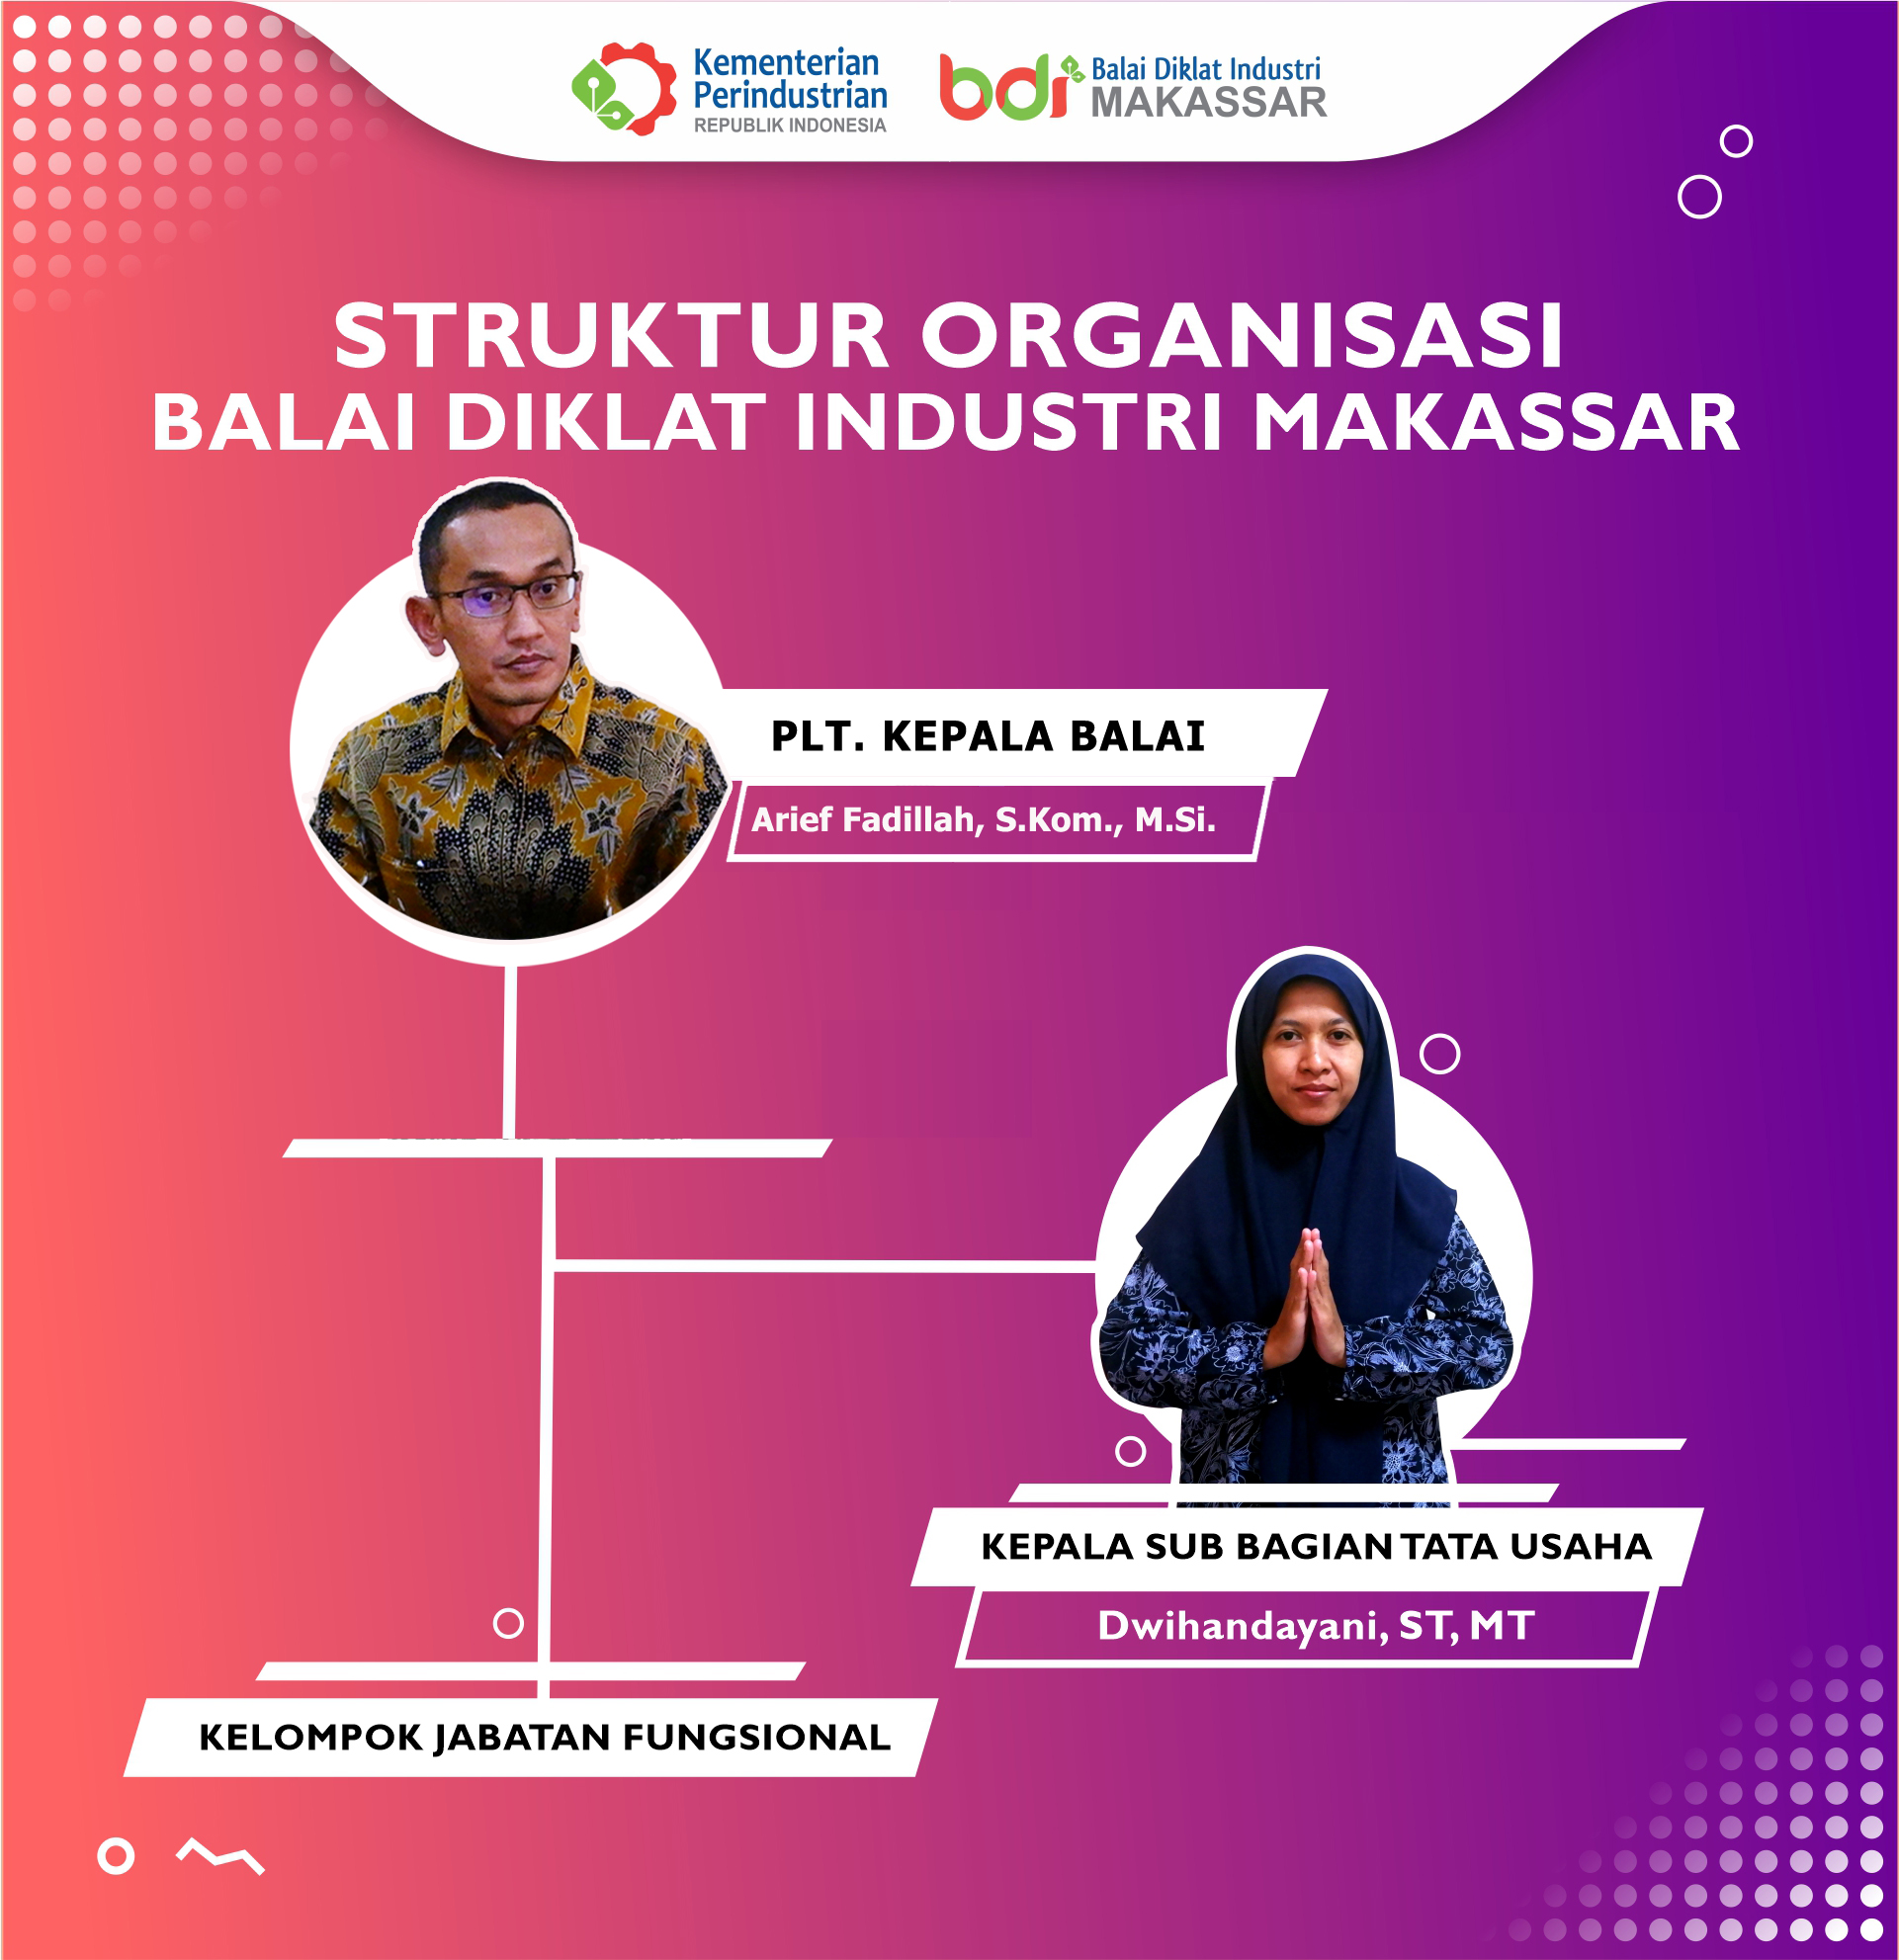 Kementerian
Perindustrian
REPUBLIK INDONESIA
bdi
Balai Diklat Industri
MAKASSAR
STRUKTUR ORGANISASI
BALAI DIKLAT INDUSTRI MAKASSAR
PLT. KEPALA BALAI
Arief Fadillah, S.Kom., M.Si.
KEPALA SUB BAGIAN TATA USAHA
Dwihandayani, ST, MT
KELOMPOK JABATAN FUNGSIONAL